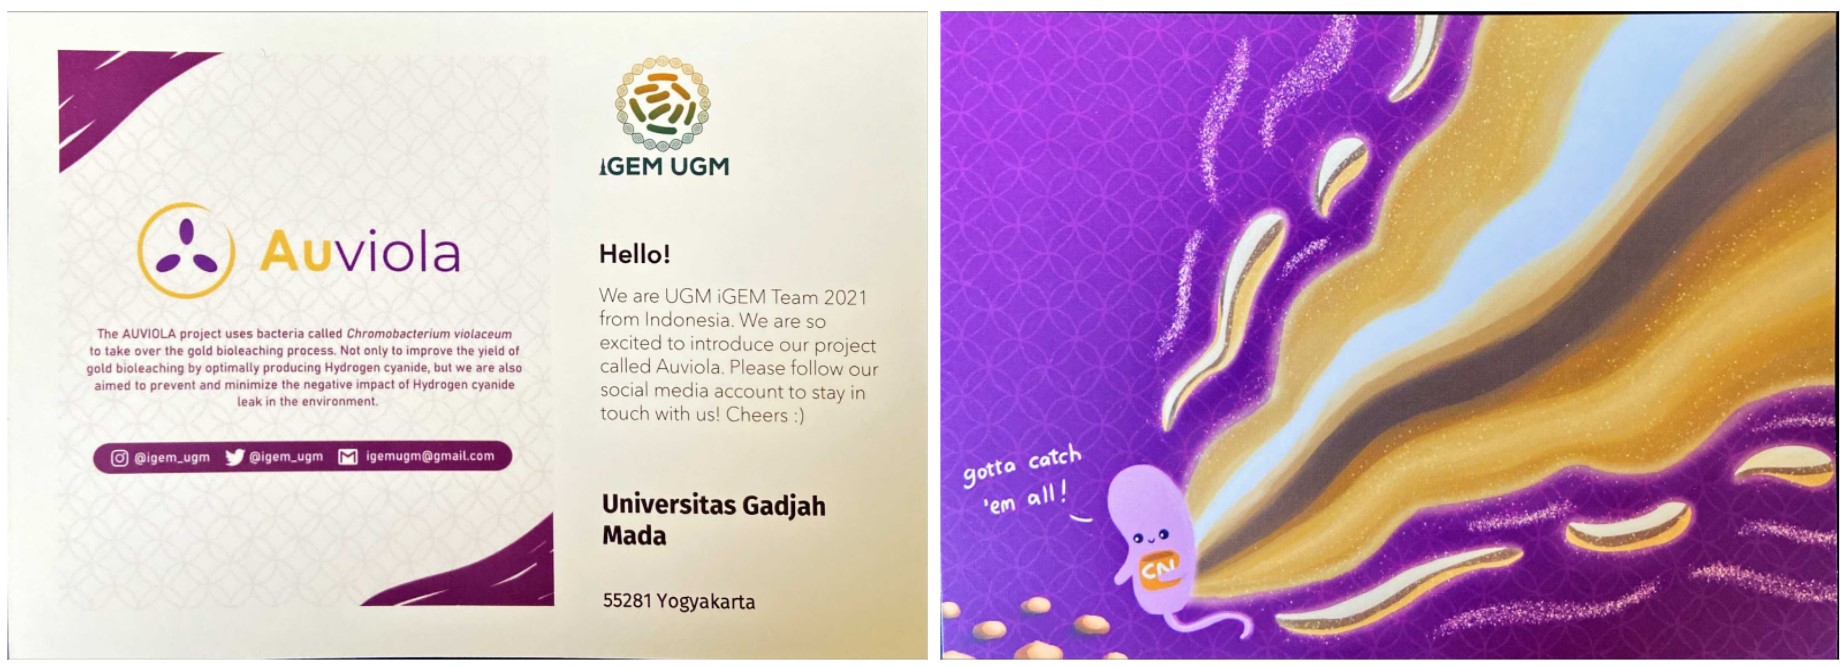 iGEM UGM
Auviola
The AUVIOLA project uses bacteria called Chromobacterium violaceum
to take over the gold bioleaching process. Not only to improve the yield of
gold bioleaching by optimally producing Hydrogen cyanide, but we are also
aimed to prevent and minimize the negative impact of Hydrogen cyanide
leak in the environment.
@igem_ugm @igem_ugm igemugm@gmail.com
Hello!
We are UGM iGEM Team 2021
from Indonesia. We are so
excited to introduce our project
called Auviola. Please follow our
social media account to stay in
touch with us! Cheers :)
Universitas Gadjah
Mada
55281 Yogyakarta
gotta catch
'em all!
CN